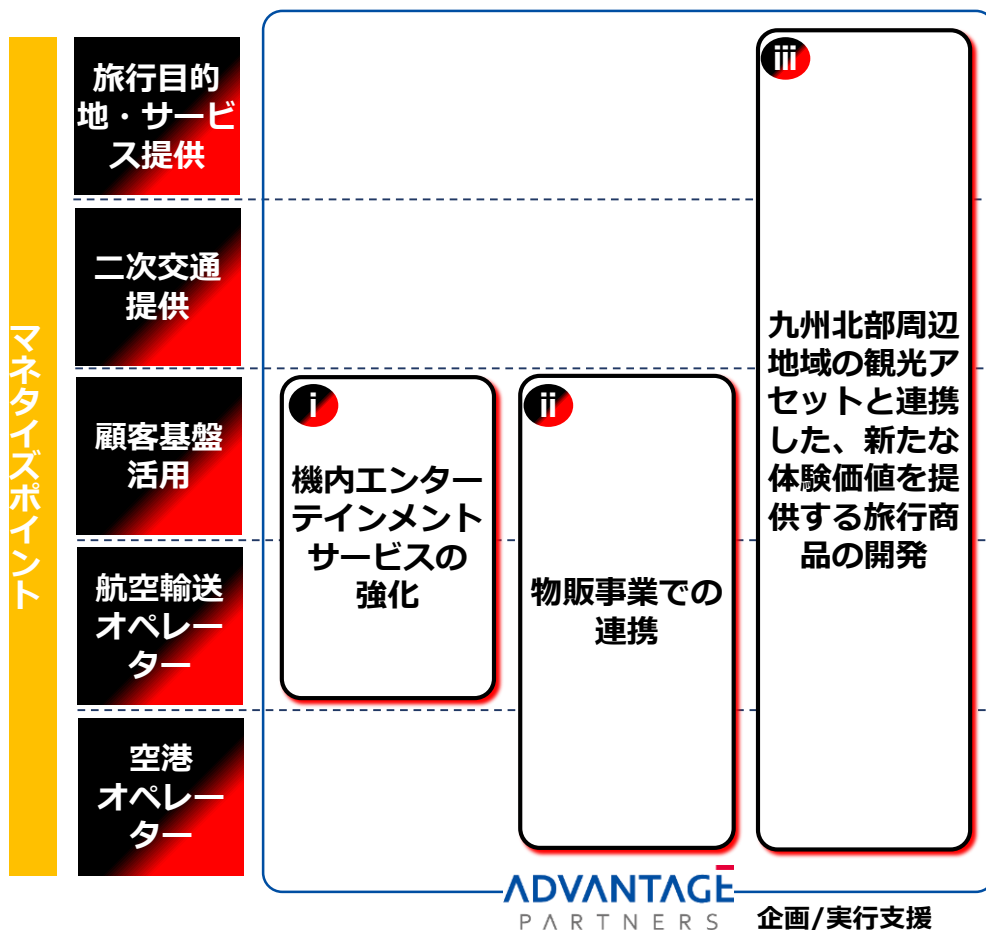 マネタイズポイント
旅行目的
地・サービ
ス提供
二次交通
提供
顧客基盤
活用
航空輸送
オペレー
ター
空港
オペレー
ター
i
機内エンター
テインメント
サービスの
強化
ii
物販事業での
連携
iii
九州北部周辺
地域の観光ア
セットと連携
した、新たな
体験価値を提
供する旅行商
品の開発
ADVANTAGE
PARTNERS
企画/実行支援